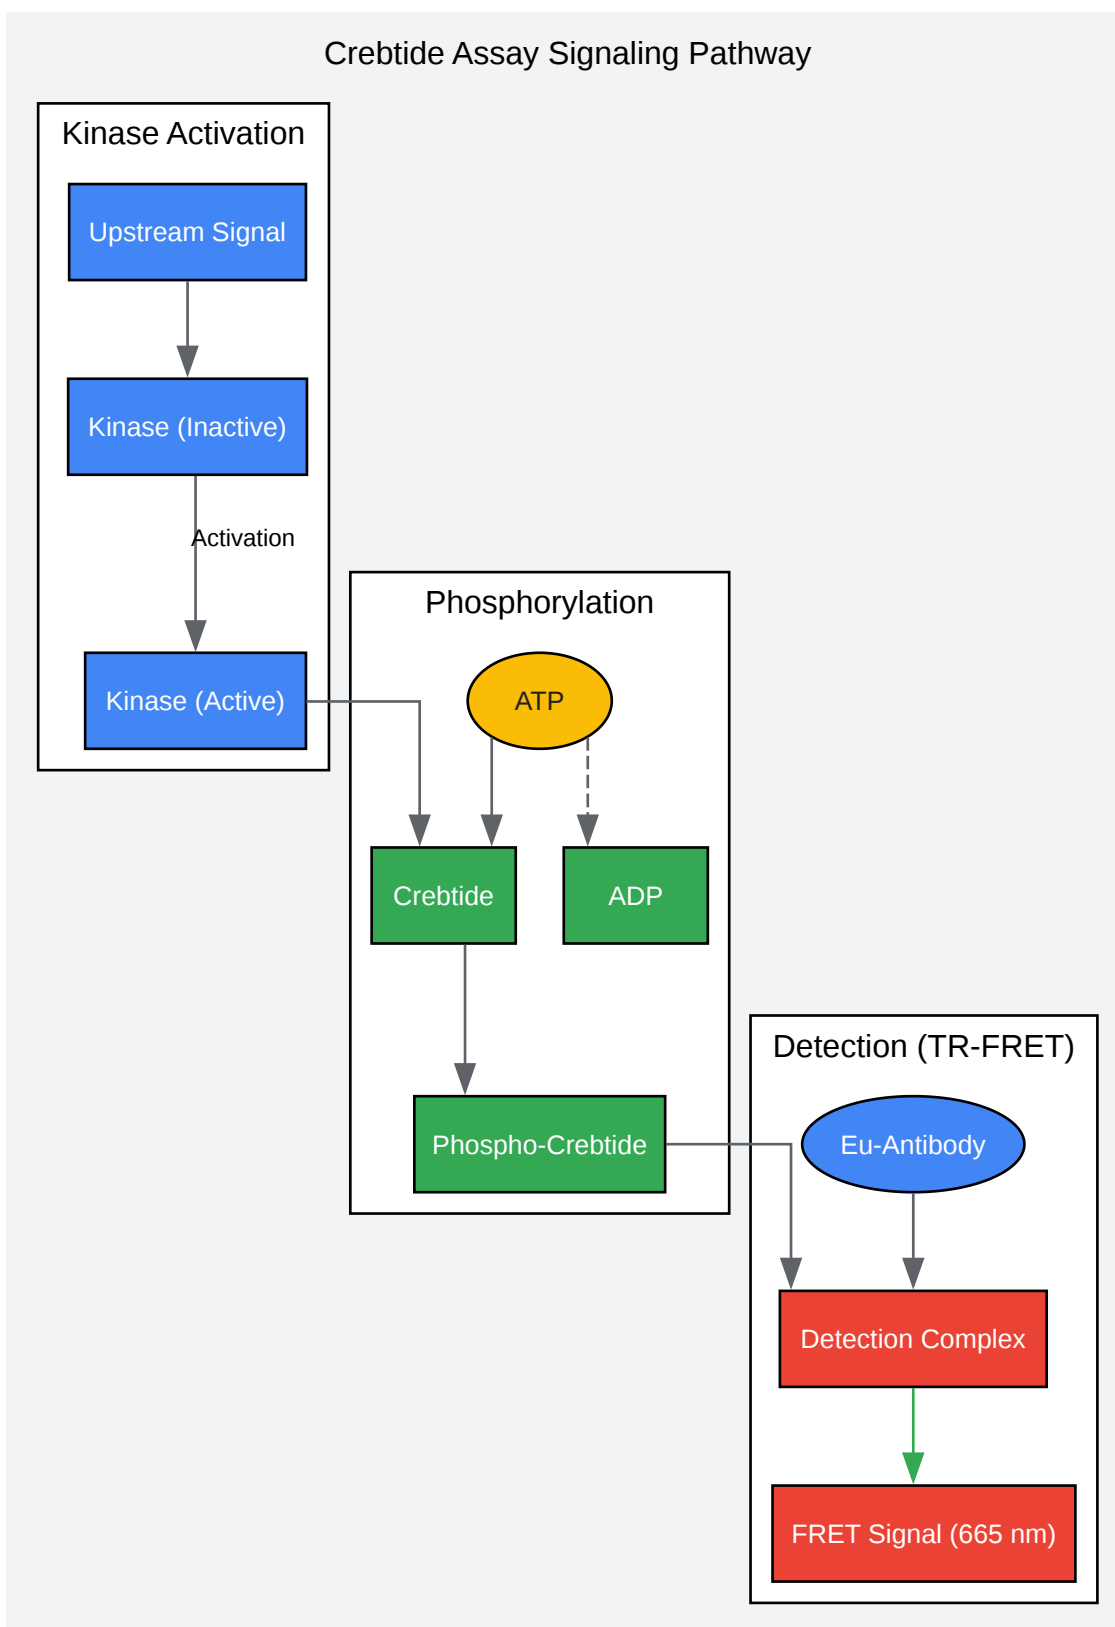 Crebtide Assay Signaling Pathway
Kinase Activation
Upstream Signal
Kinase (Inactive)
Activation
Kinase (Active)
Phosphorylation
ATP
Crebtide
ADP
Phospho-Crebtide
Detection (TR-FRET)
Eu-Antibody
Detection Complex
FRET Signal (665 nm)